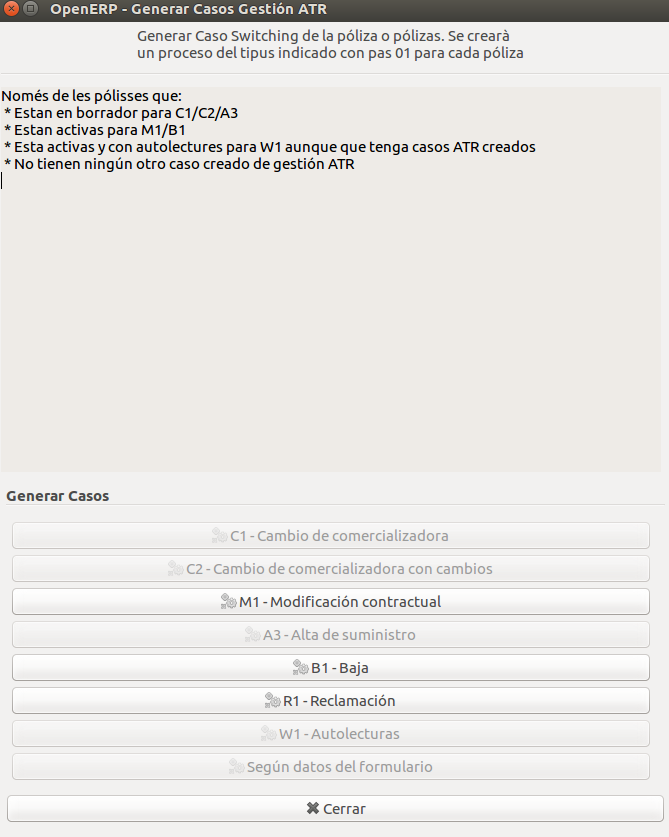 OpenERP - Generar Casos Gestión ATR
Generar Caso Switching de la póliza o pólizas. Se crearà
un proceso del tipus indicado con pas 01 para cada póliza
Només de les pólisses que:
* Estan en borrador para C1/C2/A3
* Estan activas para M1/B1
* Esta activas y con autolectures para W1 aunque que tenga casos ATR creados
* No tienen ningún otro caso creado de gestión ATR
Generar Casos
C1 - Cambio de comercializadora
C2 - Cambio de comercializadora con cambios
M1 - Modificación contractual
A3 - Alta de suministro
B1 - Baja
R1 - Reclamación
W1 - Autolecturas
Según datos del formulario
Cerrar